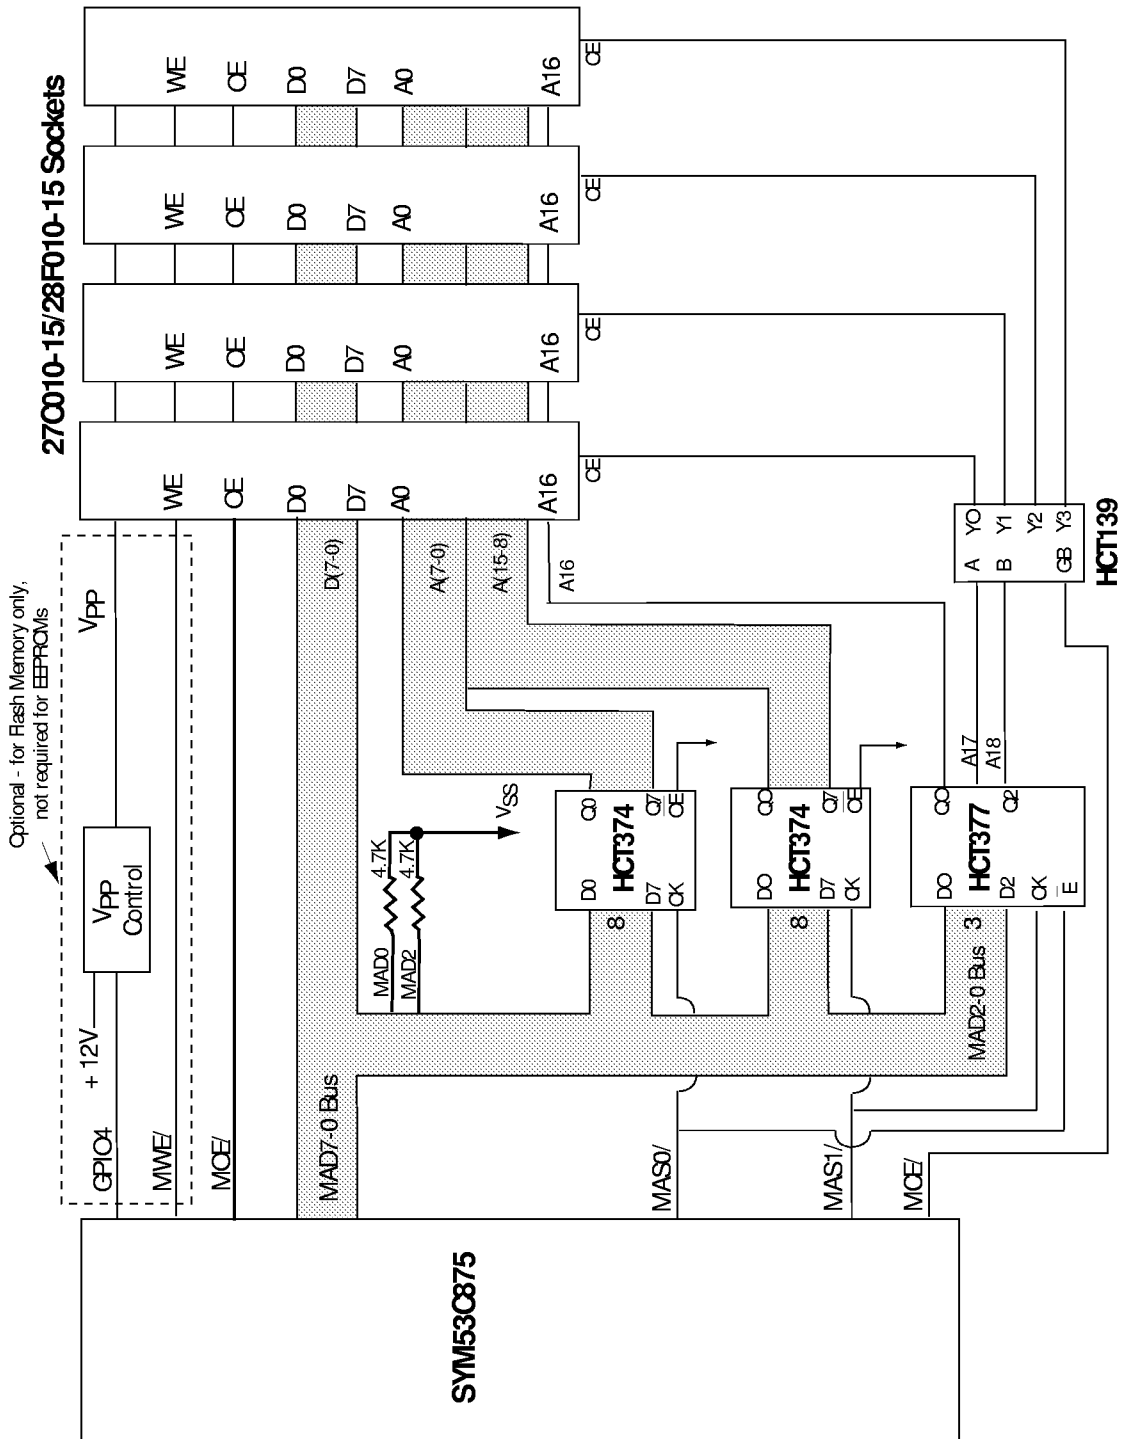 Optional - for Flash Memory only,
not required for EEPROMs
27C010-15/28F010-15 Sockets
+ 12V
VPP
Control
VPP
GPIO4
MWE/
MOE/
WE
WE
WE
WE
OE
OE
OE
OE
MAD7-0 Bus
D(7-0)
D0
D0
D0
D0
D7
D7
D7
D7
MAD0
4.7K
MAD2
4.7K
VSS
A(7-0)
A0
A0
A0
A0
A(15-8)
A16
A16
A16
A16
A16
CE
CE
CE
CE
SYM53C875
D0
Q0
8
HCT374
D7
Q7
CK
OE
MAS0/
D0
Q0
8
HCT374
D7
Q7
CK
OE
MAS1/
MOE/
D0
Q0
MAD2-0 Bus
3
HCT377
D2
Q2
CK
E
A17
A18
A Y0
B Y1
Y2
GB Y3
HCT139